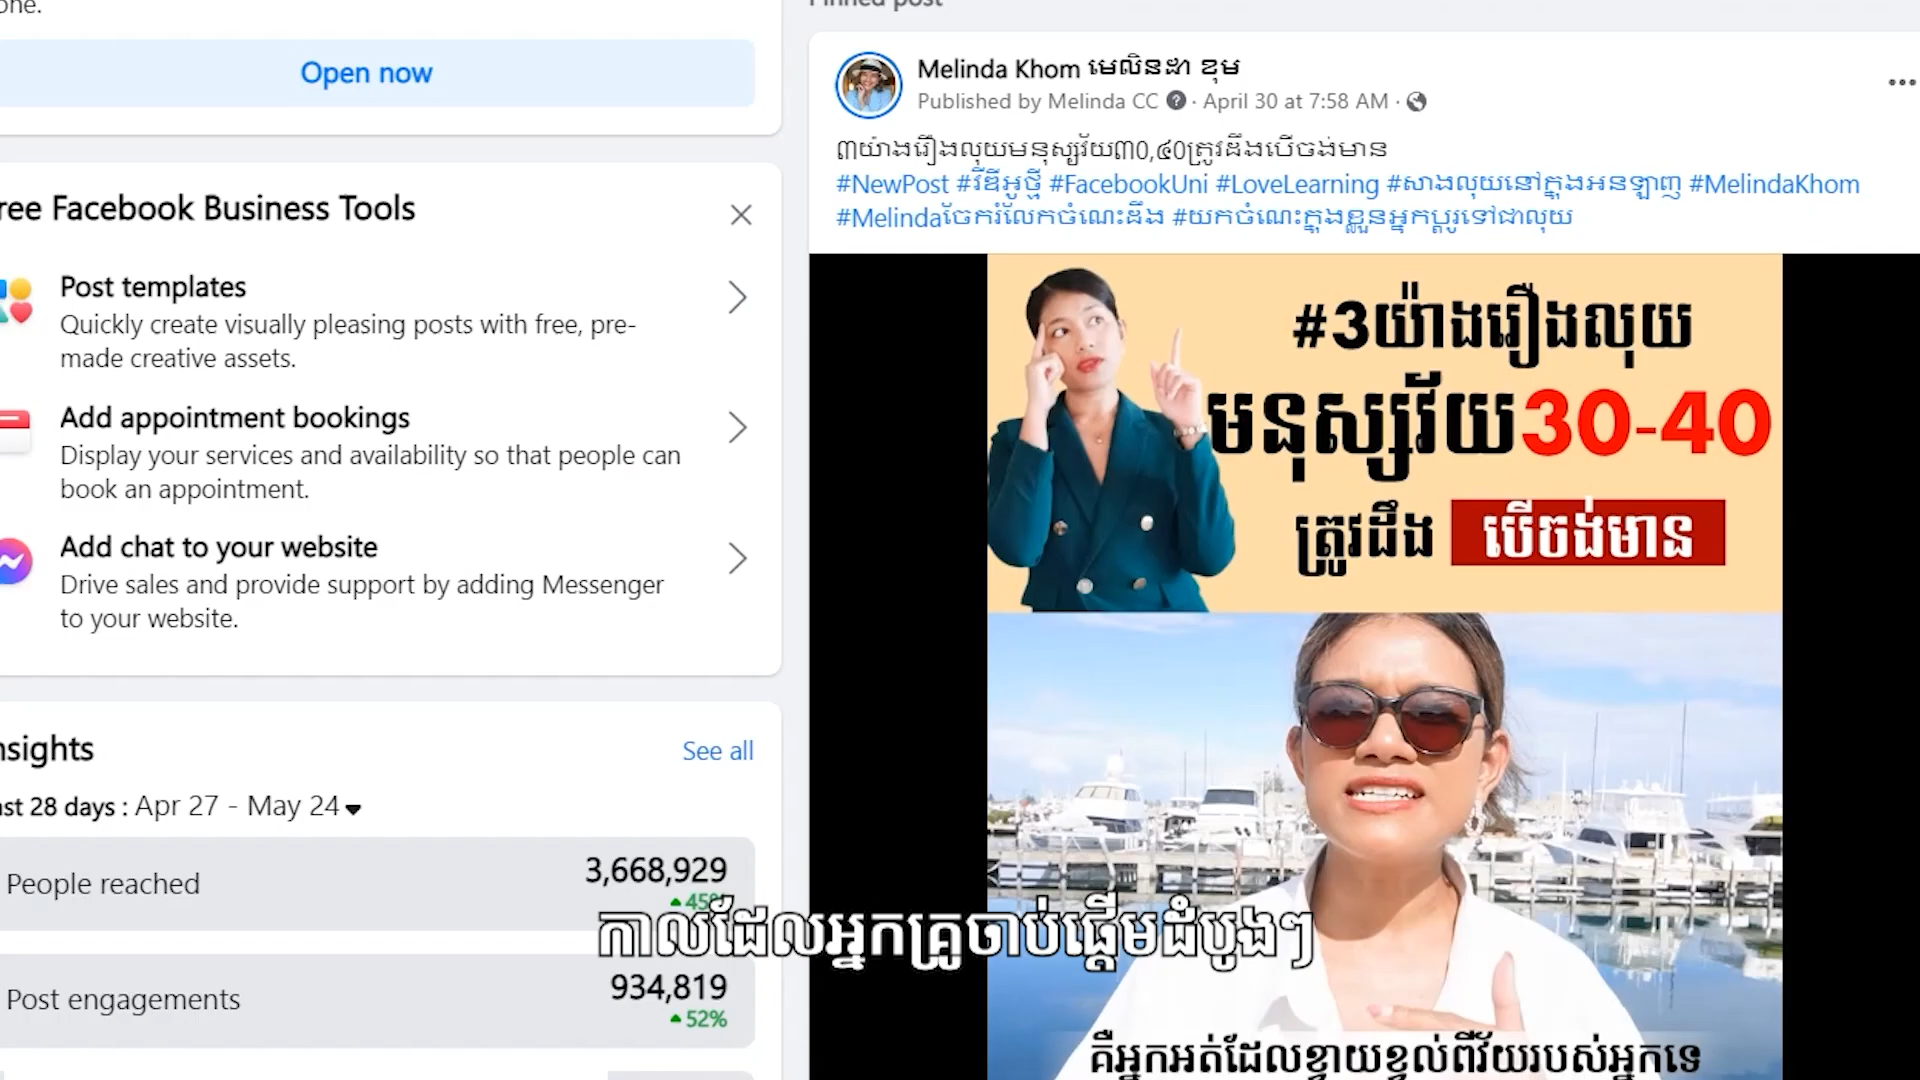 one.
Open now
Free Facebook Business Tools
Post templates
Quickly create visually pleasing posts with free, pre-
made creative assets.
Add appointment bookings
Display your services and availability so that people can
book an appointment.
Add chat to your website
Drive sales and provide support by adding Messenger
to your website.
Insights
See all
Last 28 days : Apr 27 - May 24
People reached
3,668,929
45%
Post engagements
934,819
52%
Pinned post
Melinda Khom មេលិនដា ខុម
Published by Melinda CC · April 30 at 7:58 AM ·
៣យ៉ាងរឿងលុយមនុស្សវ័យ៣0,៤0ត្រូវដឹងបើចង់មាន
#NewPost #វីឌីអូថ្មី #FacebookUni #LoveLearning #សាងលុយនៅក្នុងអនឡាញ #MelindaKhom
#Melindaចែករំលែកចំណេះដឹង #យកចំណេះក្នុងខ្លួនអ្នកប្តូរទៅជាលុយ
#3យ៉ាងរឿងលុយ
មនុស្សវ័យ30-40
ត្រូវដឹង បើចង់មាន
កាលដែលអ្នកគ្រូចាប់ផ្តើមដំបូងៗ
គឺអ្នកអត់ដែលខ្វាយខ្វល់ពីវ័យរបស់អ្នកទេ